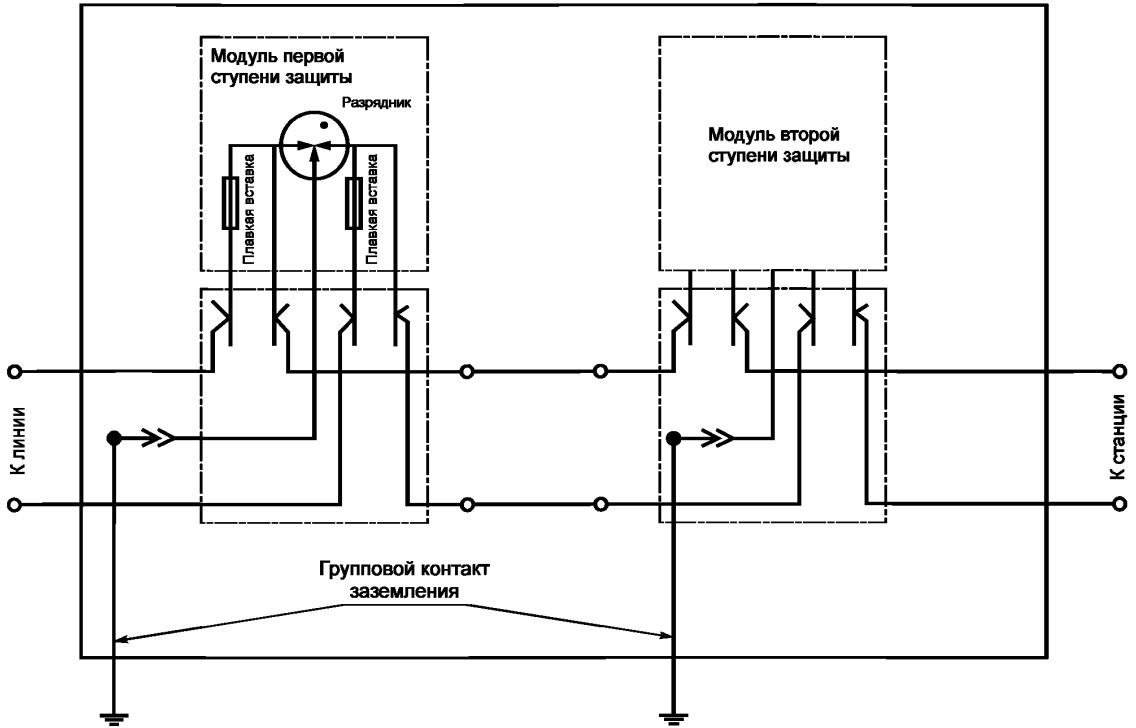 Модуль первой
ступени защиты
Разрядник
Плавкая вставка
Плавкая вставка
Модуль второй
ступени защиты
К линии
К станции
Групповой контакт
заземления